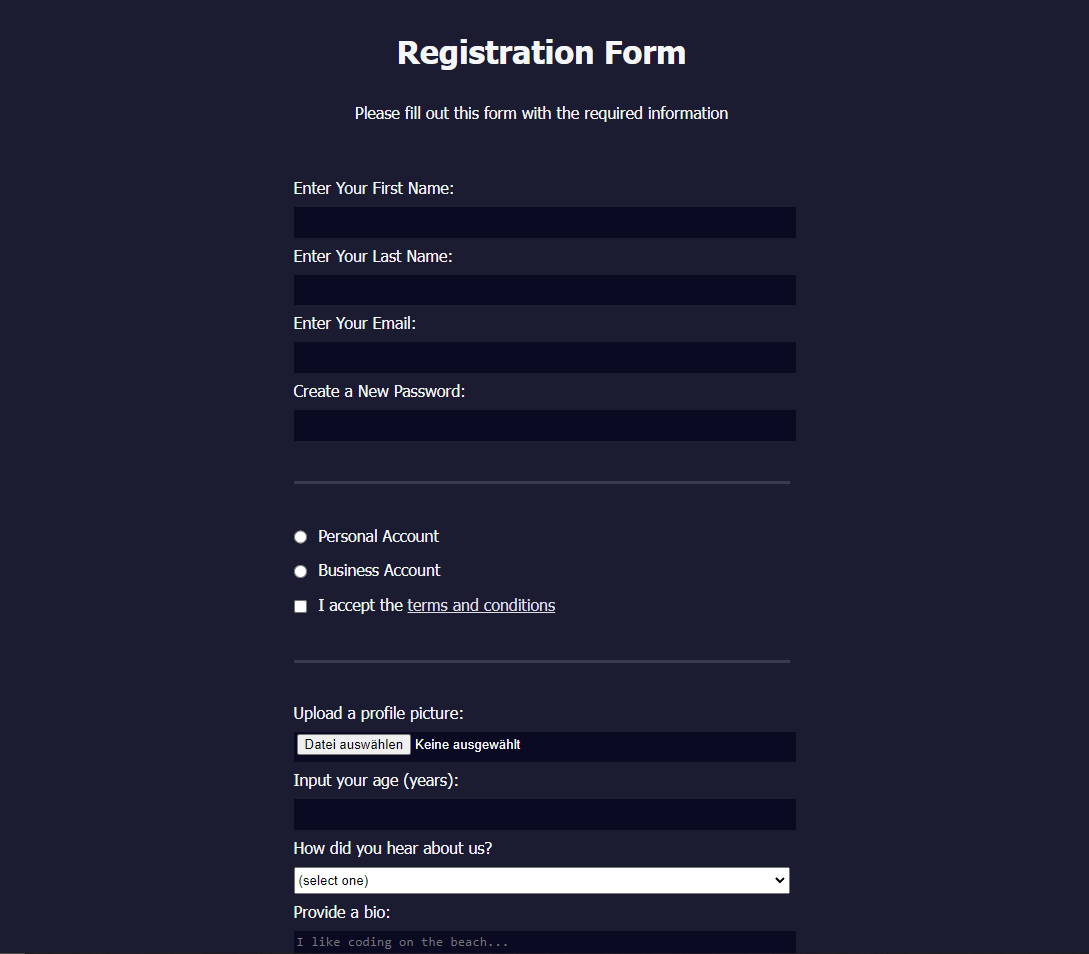 Registration Form
Please fill out this form with the required information
Enter Your First Name:
Enter Your Last Name:
Enter Your Email:
Create a New Password:
Personal Account
Business Account
I accept the terms and conditions
Upload a profile picture:
Datei auswählen Keine ausgewählt
Input your age (years):
How did you hear about us?
(select one)
Provide a bio:
I like coding on the beach...